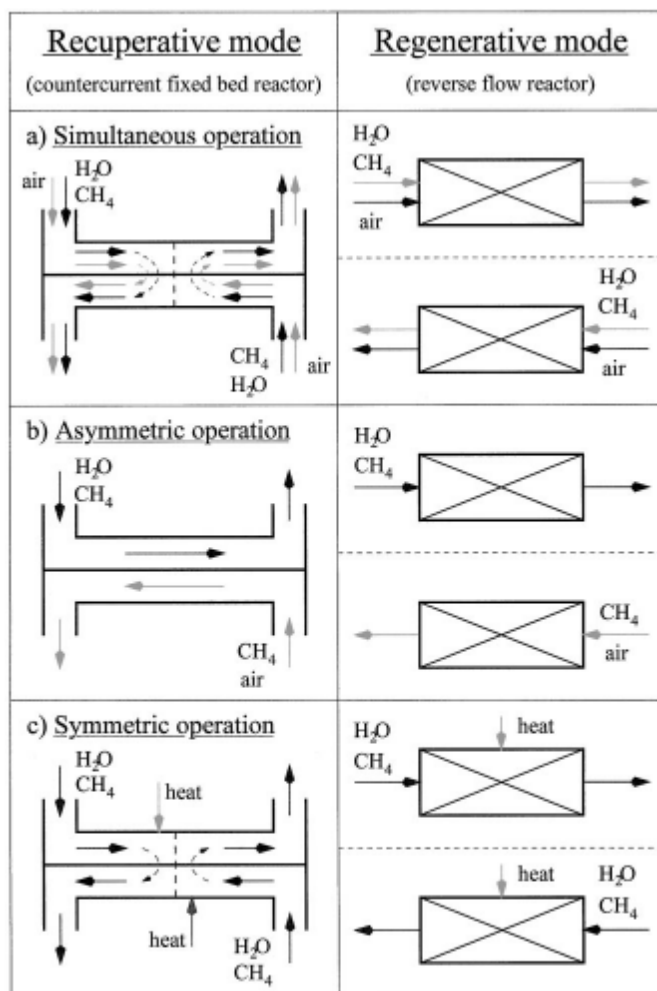 Recuperative mode
(countercurrent fixed bed reactor)
Regenerative mode
(reverse flow reactor)
a) Simultaneous operation
air
H₂O
CH₄
CH₄
H₂O
air
H₂O
CH₄
air
H₂O
CH₄
air
b) Asymmetric operation
H₂O
CH₄
CH₄
air
H₂O
CH₄
CH₄
air
c) Symmetric operation
H₂O
CH₄
heat
heat
H₂O
CH₄
H₂O
CH₄
heat
heat
H₂O
CH₄